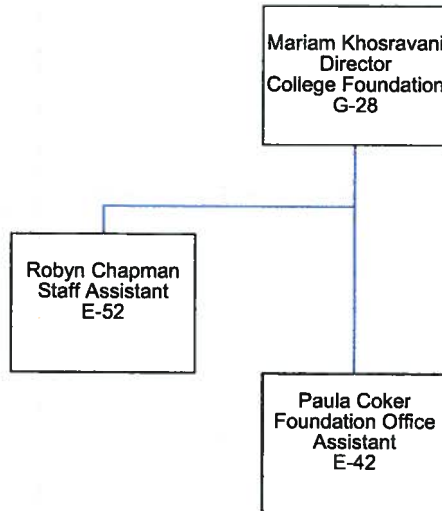 Mariam Khosravani
Director
College Foundation
G-28
Robyn Chapman
Staff Assistant
E-52
Paula Coker
Foundation Office
Assistant
E-42